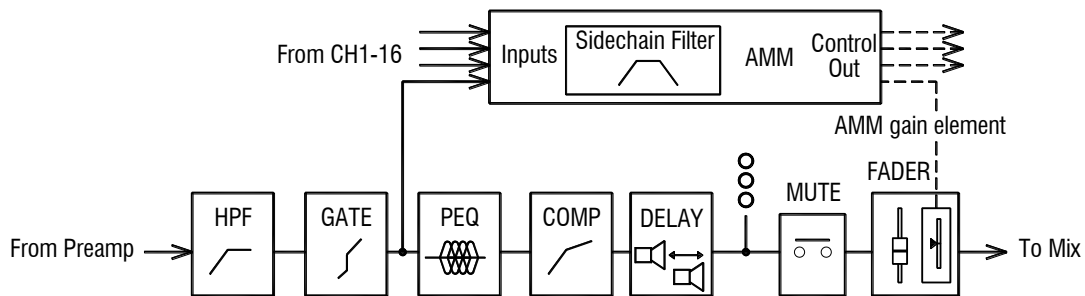 From CH1-16
Inputs
Sidechain Filter
AMM
Control
Out
AMM gain element
FADER
MUTE
HPF
GATE
PEQ
COMP
DELAY
From Preamp
To Mix